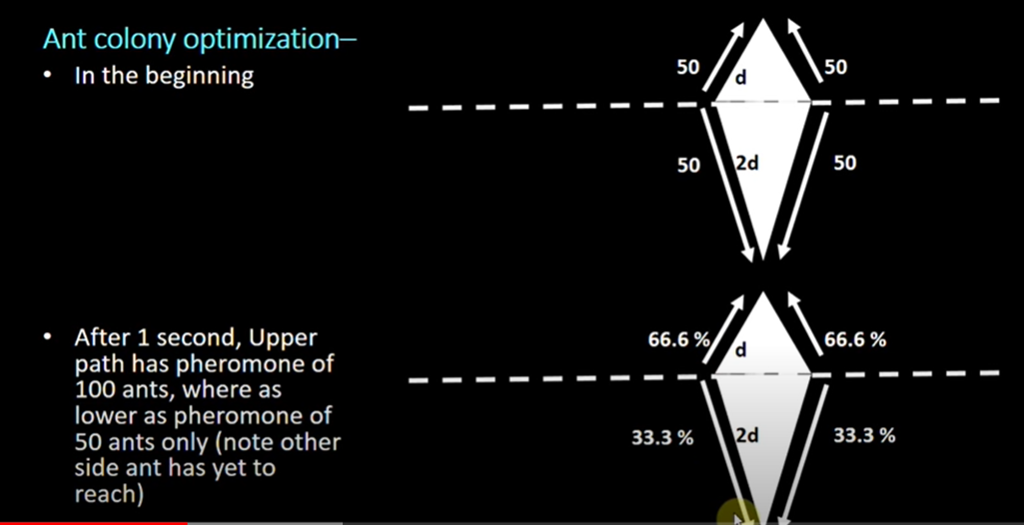 Ant colony optimization–
• In the beginning
50
50
d
50
2d
50
• After 1 second, Upper
path has pheromone of
100 ants, where as
lower as pheromone of
50 ants only (note other
side ant has yet to
reach)
66.6 %
66.6 %
d
33.3 %
2d
33.3 %